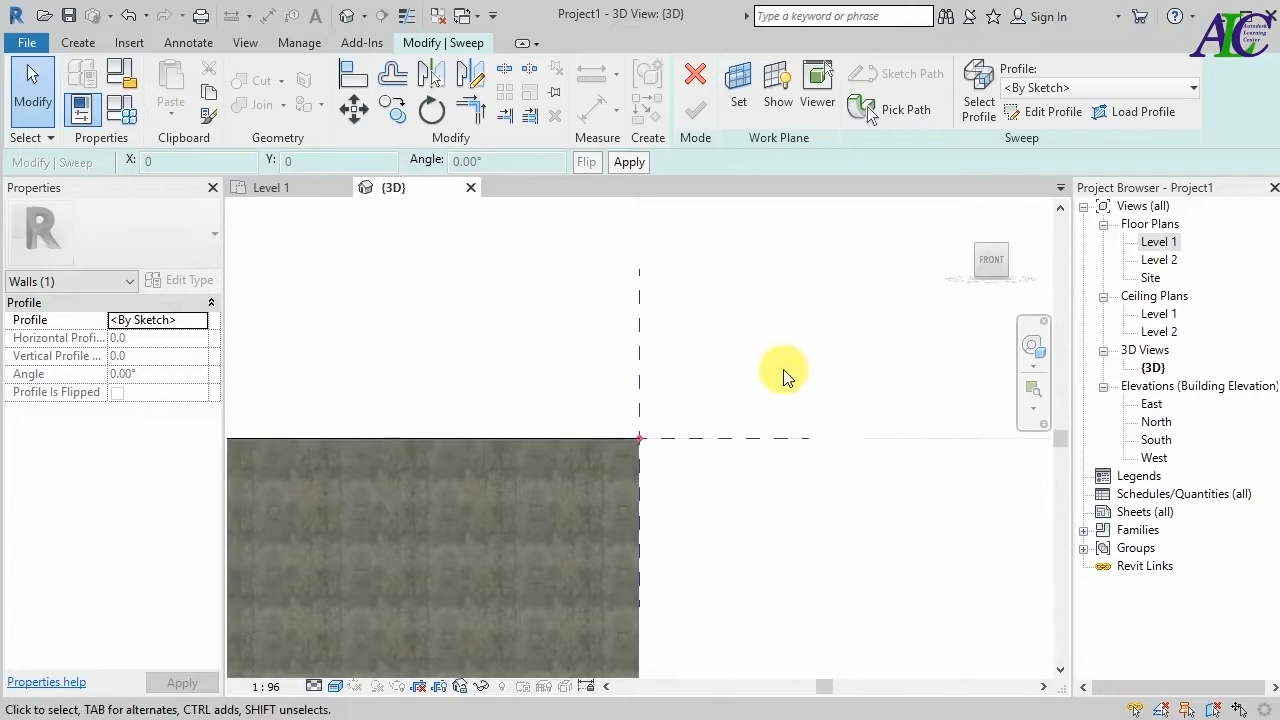 Project1 - 3D View: {3D}
Type a keyword or phrase
Sign In
ALC
Autodesk
Learning
Center
File
Create
Insert
Annotate
View
Manage
Add-Ins
Modify | Sweep
Modify
Paste
Cut
Join
Set
Show
Viewer
Sketch Path
Pick Path
Select
Profile
Profile:
<By Sketch>
Edit Profile
Load Profile
Select
Properties
Clipboard
Geometry
Modify
Measure
Create
Mode
Work Plane
Sweep
Modify | Sweep
X:
0
Y:
0
Angle:
0.00°
Flip
Apply
Properties
Level 1
{3D}
Project Browser - Project1
R
Walls (1)
Edit Type
Profile
Profile
<By Sketch>
Horizontal Profi...
0.0
Vertical Profile ...
0.0
Angle
0.00°
Profile Is Flipped
FRONT
Views (all)
Floor Plans
Level 1
Level 2
Site
Ceiling Plans
Level 1
Level 2
3D Views
{3D}
Elevations (Building Elevation)
East
North
South
West
Legends
Schedules/Quantities (all)
Sheets (all)
Families
Groups
Revit Links
Properties help
Apply
1 : 96
Click to select, TAB for alternates, CTRL adds, SHIFT unselects.